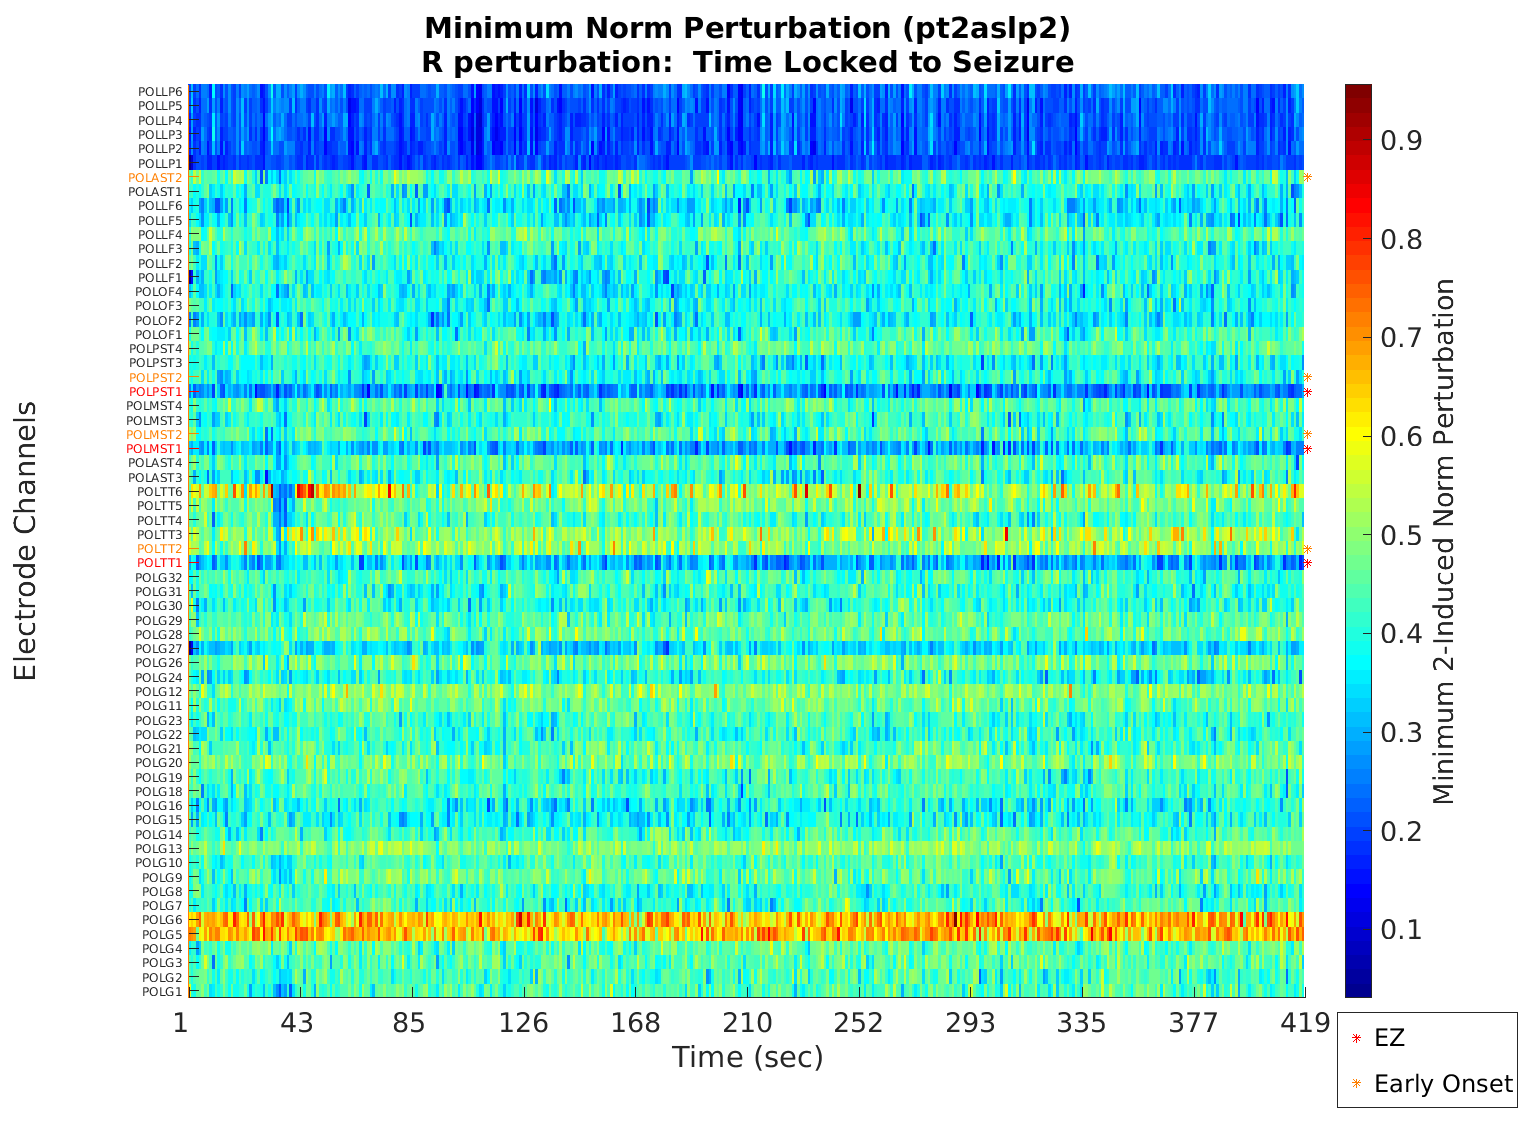 Minimum Norm Perturbation (pt2aslp2)
R perturbation:  Time Locked to Seizure
Electrode Channels
POLLP6
POLLP5
POLLP4
POLLP3
POLLP2
POLLP1
POLAST2
POLAST1
POLLF6
POLLF5
POLLF4
POLLF3
POLLF2
POLLF1
POLOF4
POLOF3
POLOF2
POLOF1
POLPST4
POLPST3
POLPST2
POLPST1
POLMST4
POLMST3
POLMST2
POLMST1
POLAST4
POLAST3
POLTT6
POLTT5
POLTT4
POLTT3
POLTT2
POLTT1
POLG32
POLG31
POLG30
POLG29
POLG28
POLG27
POLG26
POLG24
POLG12
POLG11
POLG23
POLG22
POLG21
POLG20
POLG19
POLG18
POLG16
POLG15
POLG14
POLG13
POLG10
POLG9
POLG8
POLG7
POLG6
POLG5
POLG4
POLG3
POLG2
POLG1
1 43 85 126 168 210 252 293 335 377 419
Time (sec)
0.9
0.8
0.7
0.6
0.5
0.4
0.3
0.2
0.1
Minimum 2-Induced Norm Perturbation
EZ
Early Onset